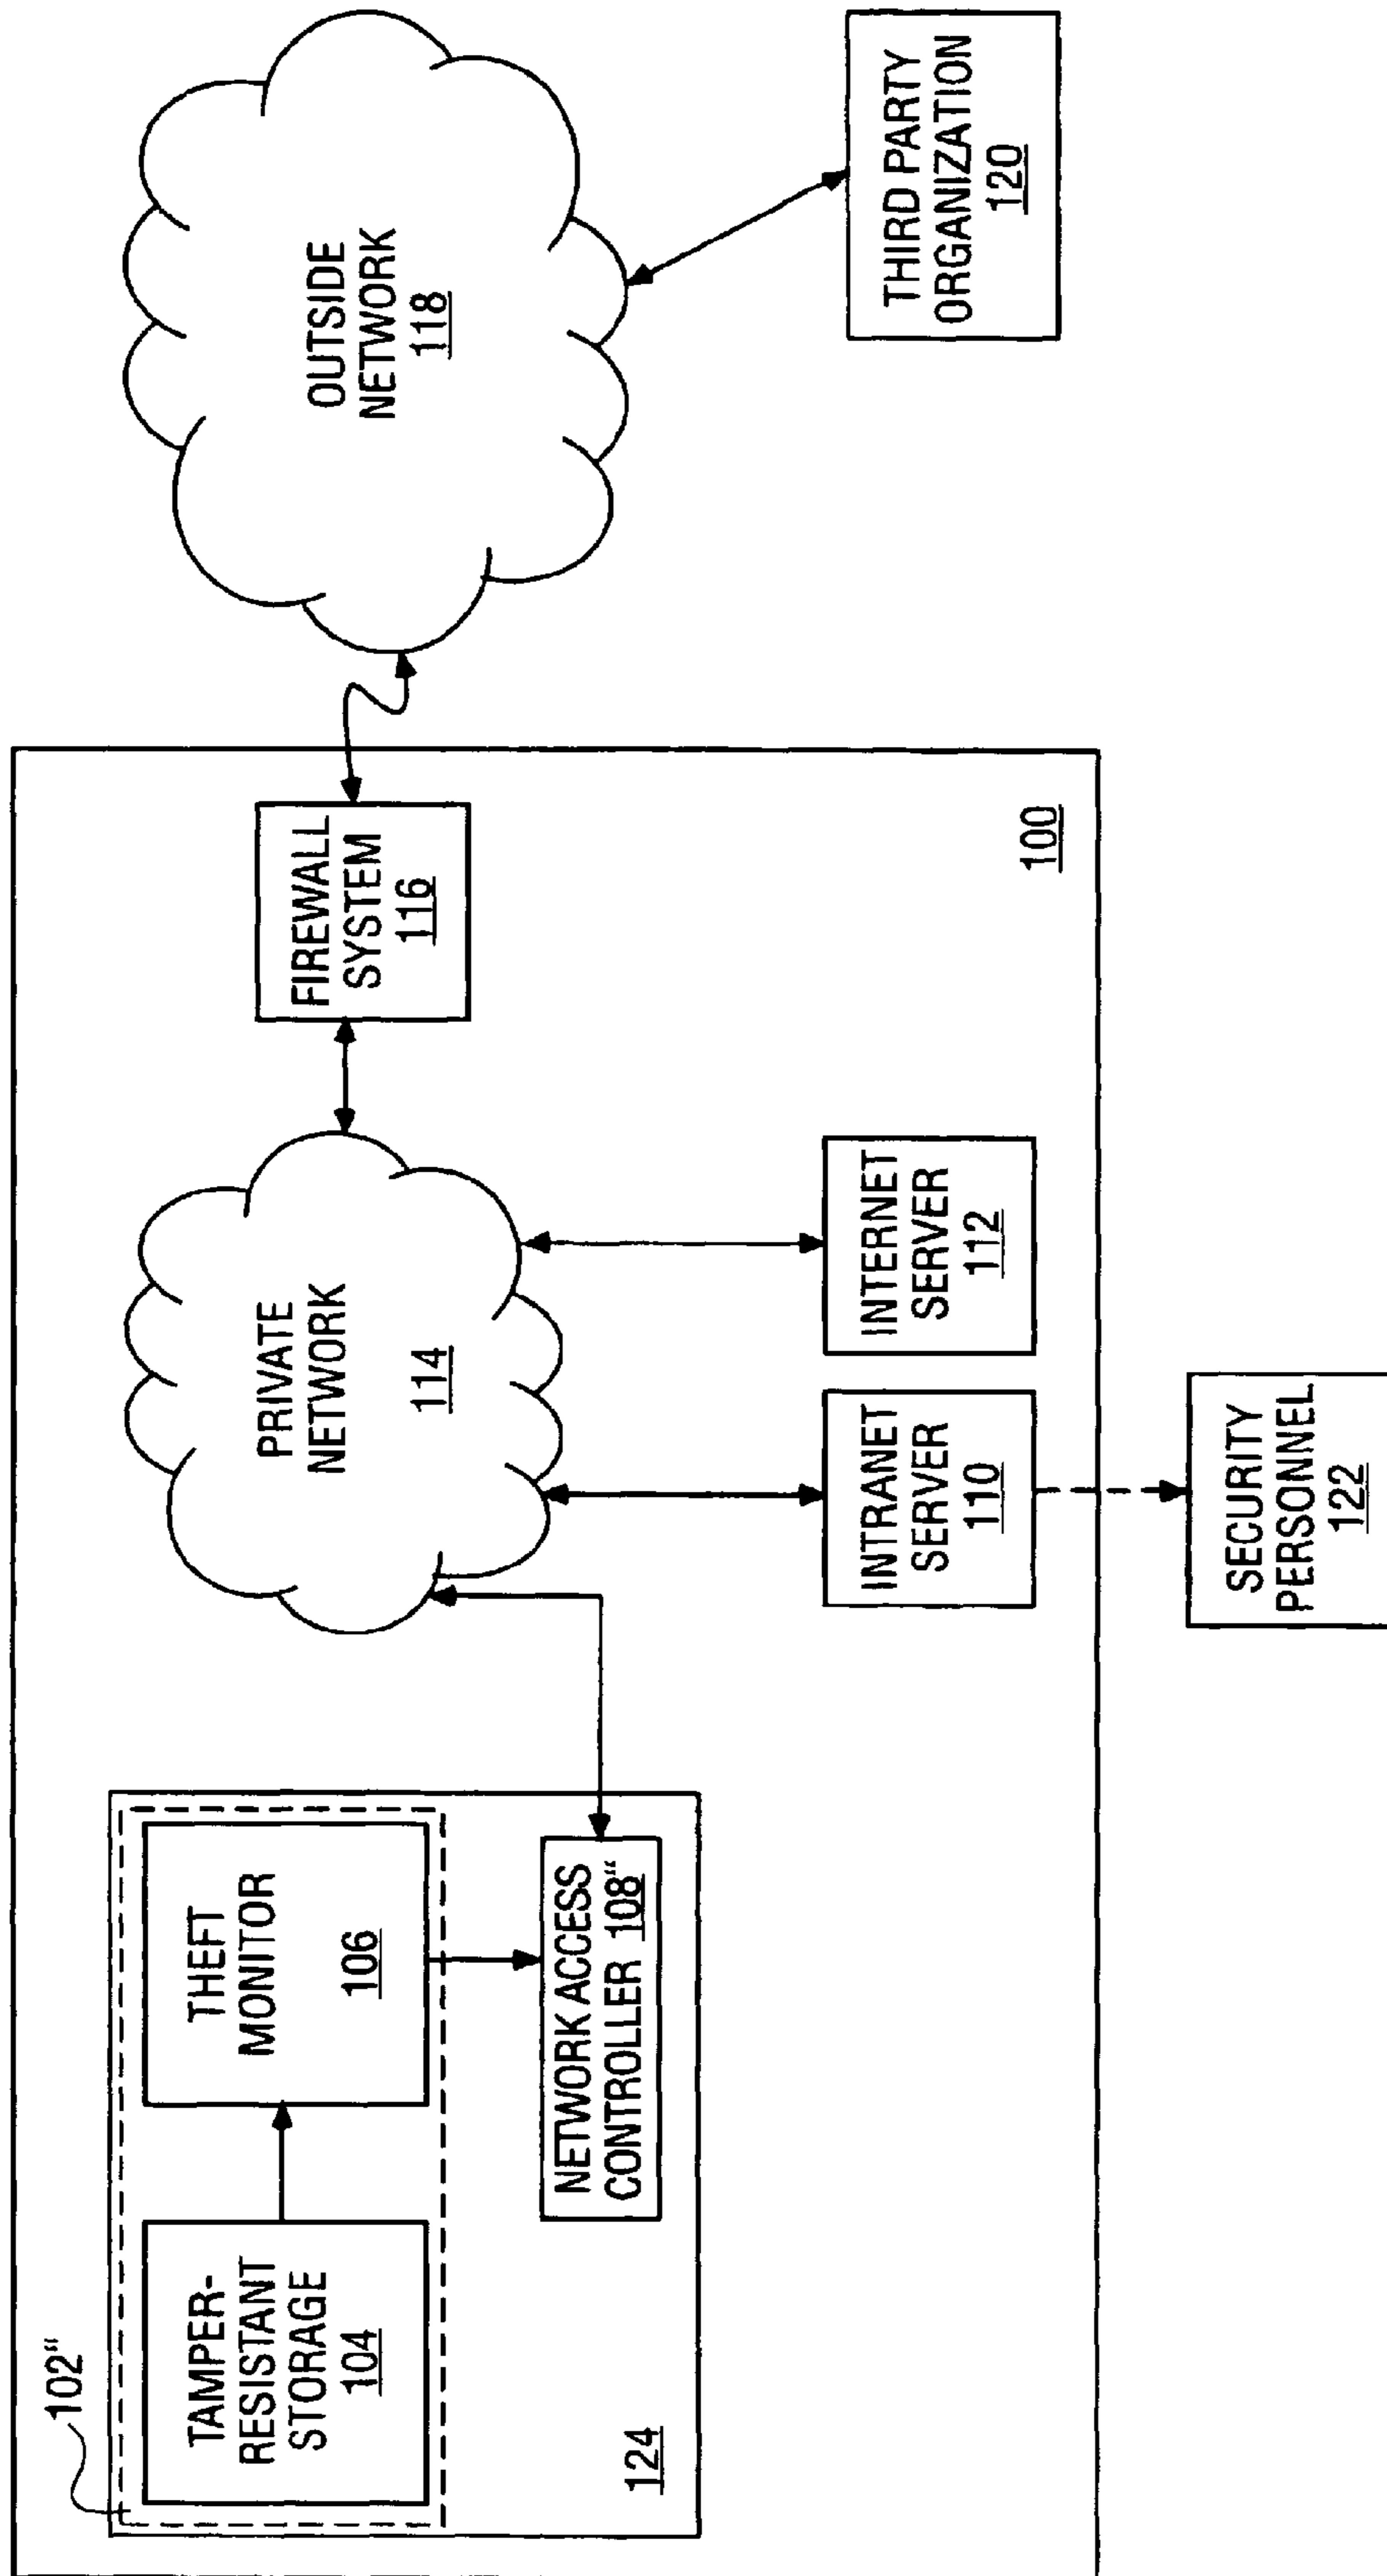 102"
TAMPER-
RESISTANT
STORAGE
104
THEFT
MONITOR
106
NETWORK ACCESS
CONTROLLER 108"
124
PRIVATE
NETWORK
114
FIREWALL
SYSTEM
116
INTRANET
SERVER
110
INTERNET
SERVER
112
100
OUTSIDE
NETWORK
118
THIRD PARTY
ORGANIZATION
120
SECURITY
PERSONNEL
122